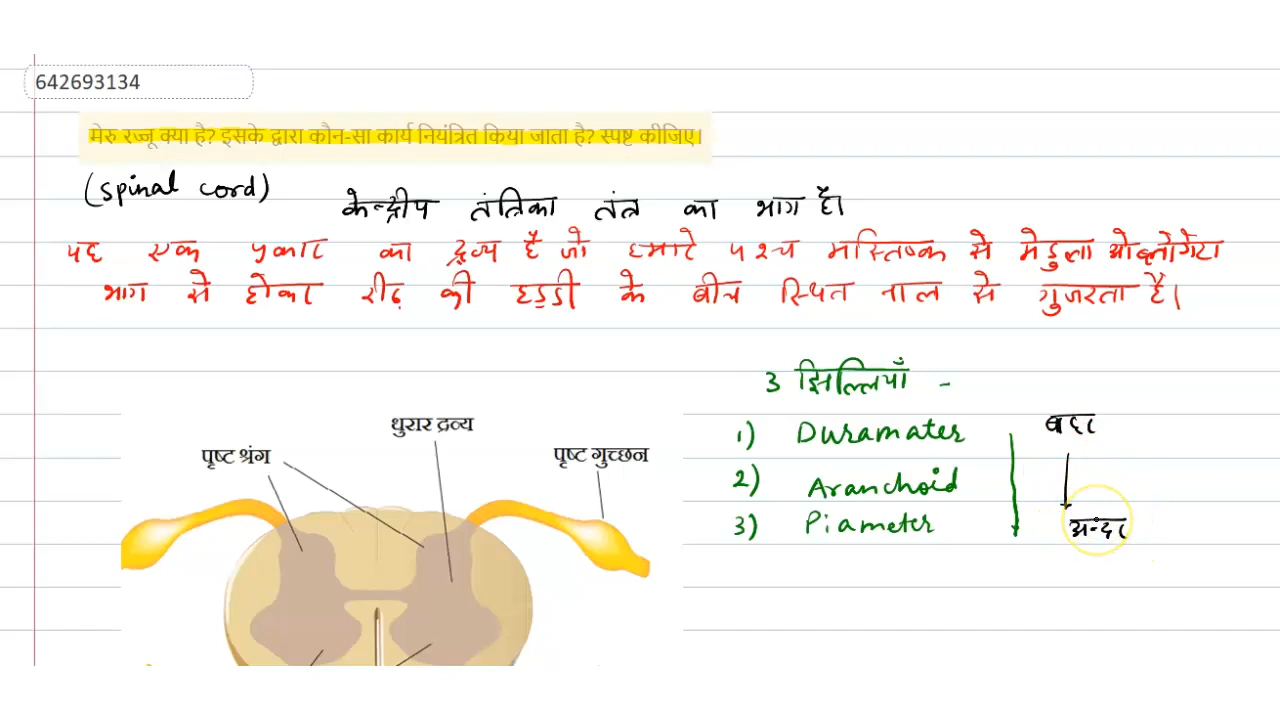 642693134
मेरु रज्जू क्या है? इसके द्वारा कौन-सा कार्य नियंत्रित किया जाता है? स्पष्ट कीजिए।
(spinal cord)
केन्द्रीय तंत्रिका तंत्र का भाग है।
यह एक प्रकार का द्रव्य है जो हमारे पश्च मस्तिष्क से मेडुला ओब्लोंगेटा
भाग से होकर रीढ़ की हड्डी के बीच स्थित नाल से गुजरता है।
3 झिल्लियाँ -
1) Duramater
2) Aranchoid
3) Piameter
बाहर
अन्दर
धुसर द्रव्य
पृष्ट श्रंग
पृष्ट गुच्छन